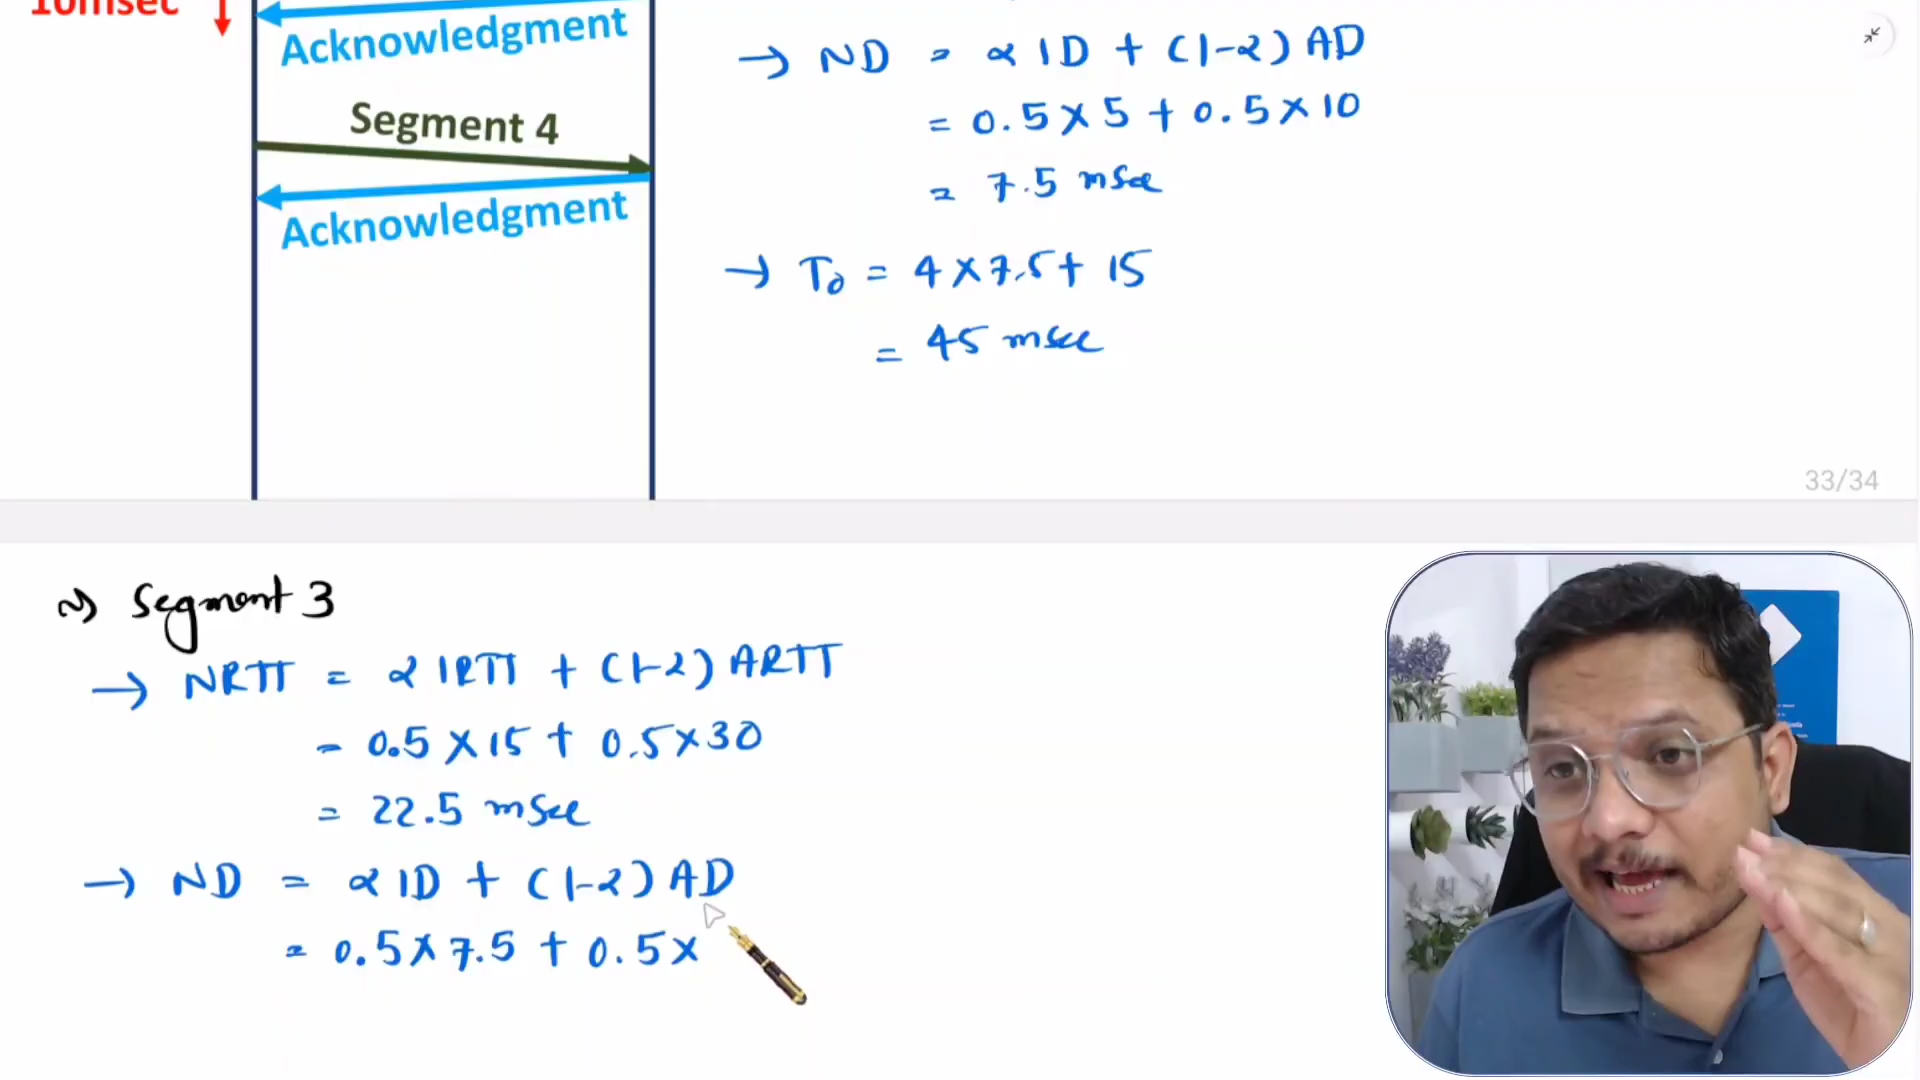 10msec
Acknowledgment
Segment 4
Acknowledgment
→ ND = α ID + (1-α) AD
= 0.5 × 5 + 0.5 × 10
= 7.5 msec
→ To = 4 × 7.5 + 15
= 45 msec
33/34
Segment 3
→ NRTT = α IRTT + (1-α) ARTT
= 0.5 × 15 + 0.5 × 30
= 22.5 msec
→ ND = α ID + (1-α) AD
= 0.5 × 7.5 + 0.5 ×